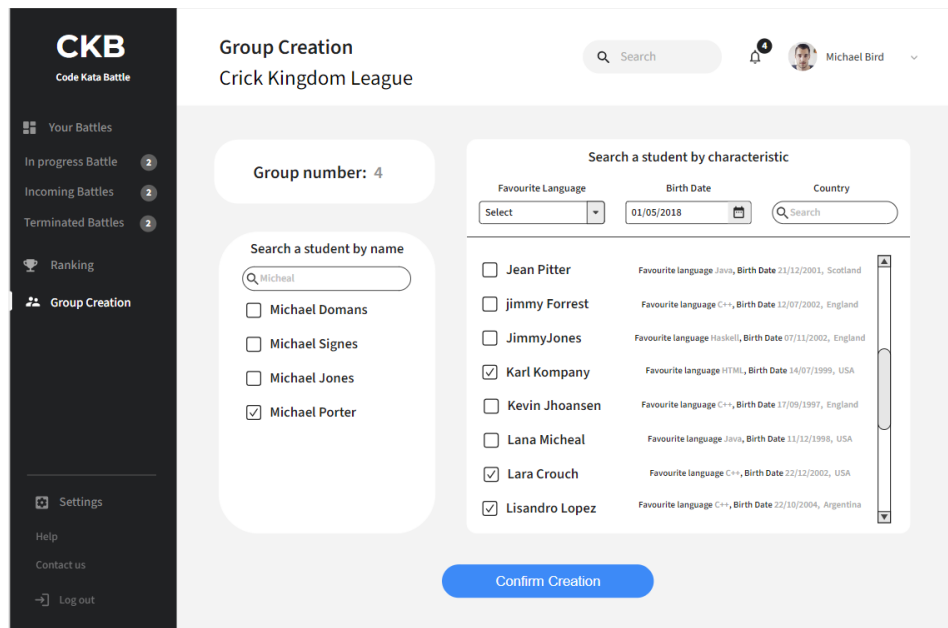 CKB
Code Kata Battle
Your Battles
In progress Battle 2
Incoming Battles 2
Terminated Battles 2
Ranking
Group Creation
Settings
Help
Contact us
Log out
Group Creation
Crick Kingdom League
Search
4
Michael Bird
Group number: 4
Search a student by name
Micheal
Michael Domans
Michael Signes
Michael Jones
Michael Porter
Search a student by characteristic
Favourite Language Birth Date Country
Select 01/05/2018 Search
Jean Pitter Favourite language Java, Birth Date 21/12/2001, Scotland
jimmy Forrest Favourite language C++, Birth Date 12/07/2002, England
JimmyJones Favourite language Haskell, Birth Date 07/11/2002, England
Karl Kompany Favourite language HTML, Birth Date 14/07/1999, USA
Kevin Jhoansen Favourite language C++, Birth Date 17/09/1997, England
Lana Micheal Favourite language Java, Birth Date 11/12/1998, USA
Lara Crouch Favourite language C++, Birth Date 22/12/2002, USA
Lisandro Lopez Favourite language C++, Birth Date 22/10/2004, Argentina
Confirm Creation